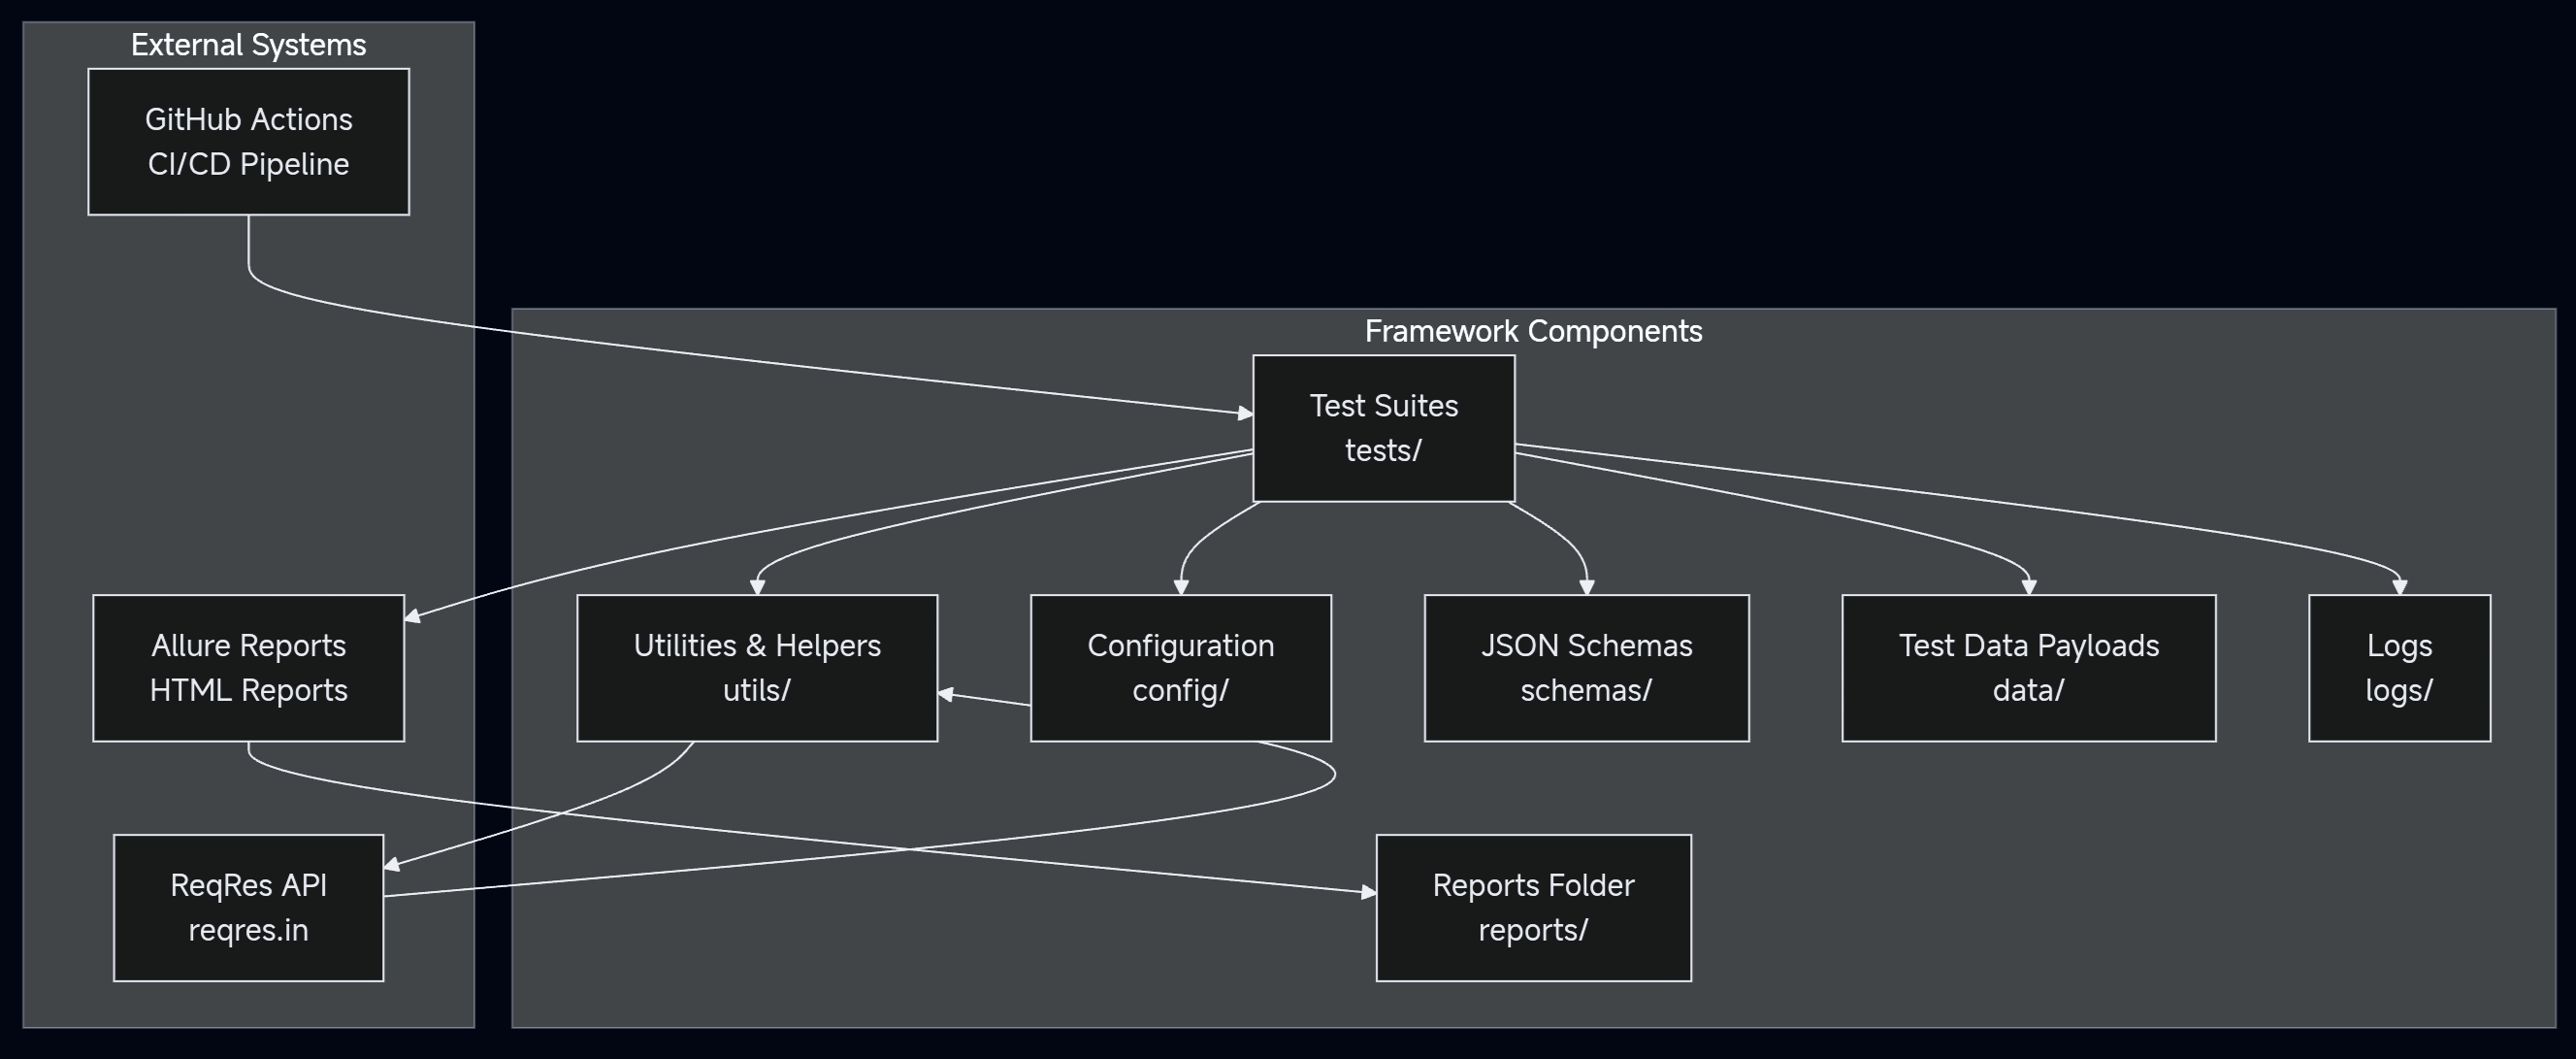 External Systems
GitHub Actions
CI/CD Pipeline
Framework Components
Test Suites
tests/
Allure Reports
HTML Reports
Utilities & Helpers
utils/
Configuration
config/
JSON Schemas
schemas/
Test Data Payloads
data/
Logs
logs/
ReqRes API
reqres.in
Reports Folder
reports/